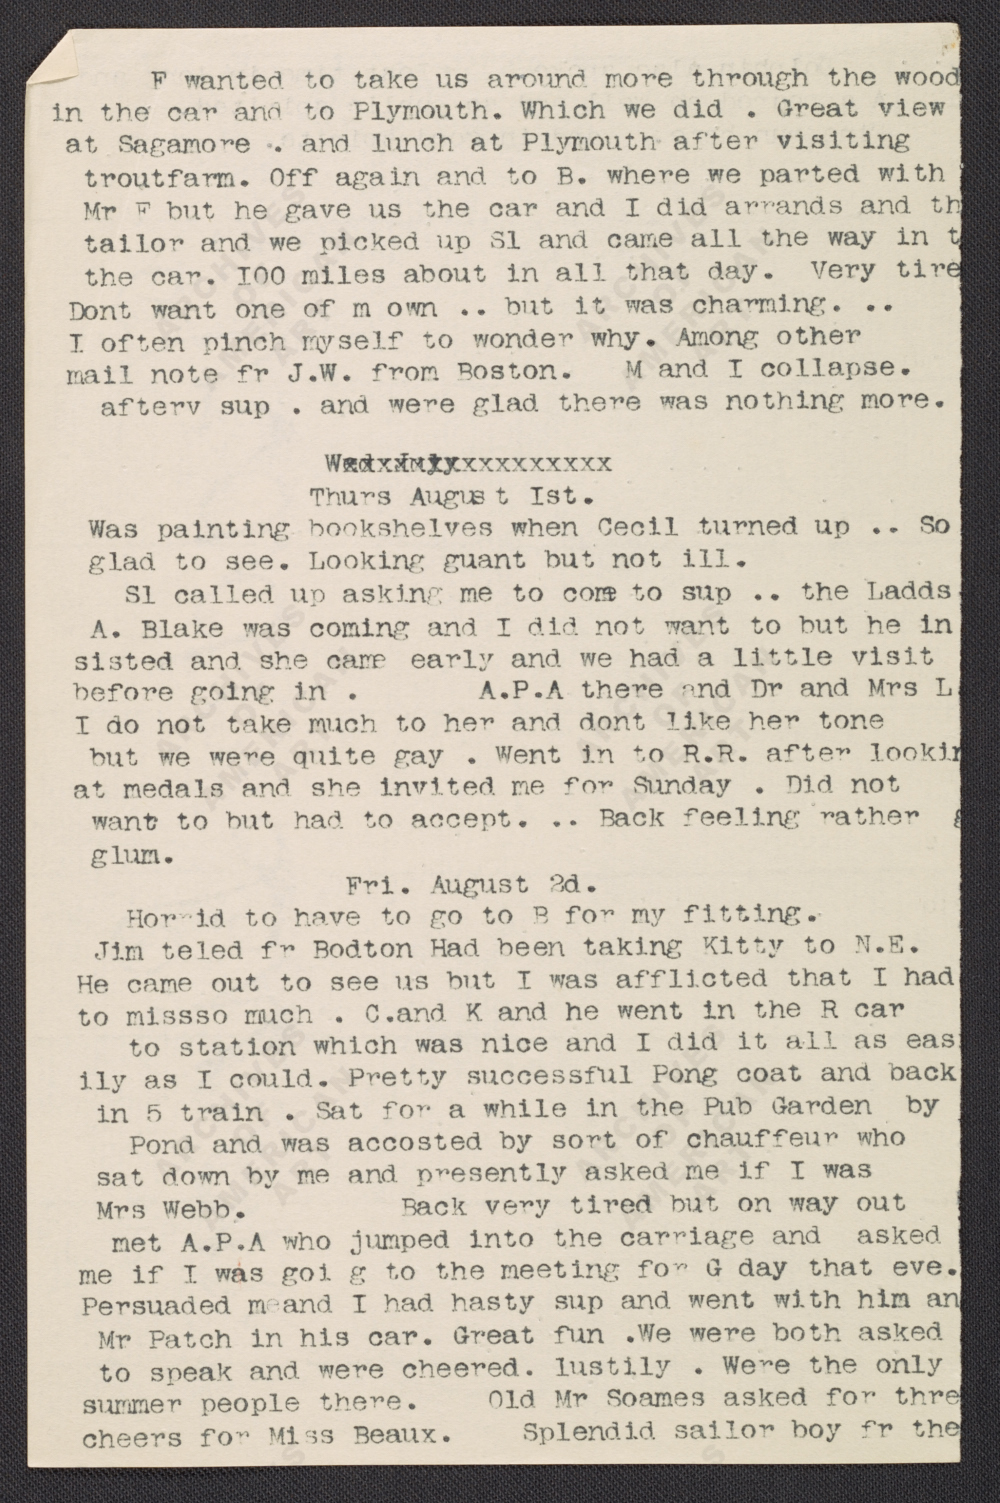 F wanted to take us around more through the wood
in the car and to Plymouth. Which we did . Great view
at Sagamore . and lunch at Plymouth after visiting
troutfarm. Off again and to B. where we parted with
Mr F but he gave us the car and I did arrands and th
tailor and we picked up Sl and came all the way in t
the car. I00 miles about in all that day. Very tire
Dont want one of m own .. but it was charming. ..
I often pinch myself to wonder why. Among other
mail note fr J.W. from Boston. M and I collapse.
afterv sup . and were glad there was nothing more.
Wedxxxxxxxxxxxxxxx
Thurs August Ist.
Was painting bookshelves when Cecil turned up .. So
glad to see. Looking guant but not ill.
Sl called up asking me to come to sup .. the Ladds
A. Blake was coming and I did not want to but he in
sisted and she came early and we had a little visit
before going in . A.P.A there and Dr and Mrs L
I do not take much to her and dont like her tone
but we were quite gay . Went in to R.R. after lookin
at medals and she invited me for Sunday . Did not
want to but had to accept. .. Back feeling rather g
glum.
Fri. August 2d.
Horrid to have to go to B for my fitting.
Jim teled fr Bodton Had been taking Kitty to N.E.
He came out to see us but I was afflicted that I had
to missso much . C.and K and he went in the R car
to station which was nice and I did it all as eas
ily as I could. Pretty successful Pong coat and back
in 5 train . Sat for a while in the Pub Garden by
Pond and was accosted by sort of chauffeur who
sat down by me and presently asked me if I was
Mrs Webb. Back very tired but on way out
met A.P.A who jumped into the carriage and asked
me if I was goi g to the meeting for G day that eve.
Persuaded meand I had hasty sup and went with him an
Mr Patch in his car. Great fun .We were both asked
to speak and were cheered. lustily . Were the only
summer people there. Old Mr Soames asked for thre
cheers for Miss Beaux. Splendid sailor boy fr the